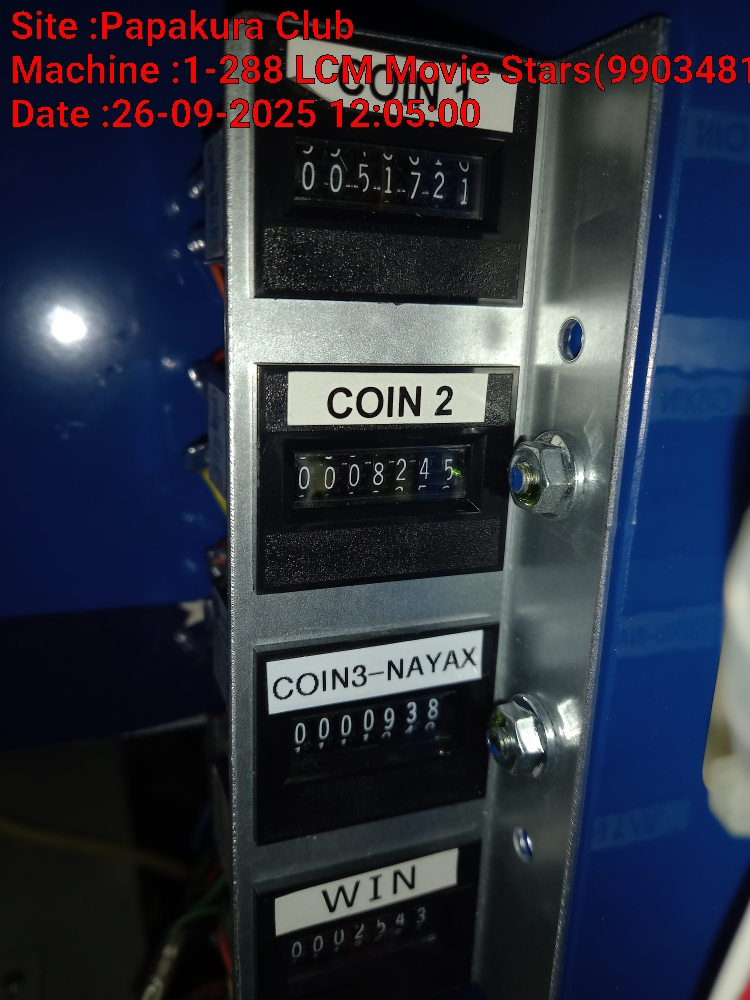 Site :Papakura Club
Machine :1-288 LCM Movie Stars(9903481
Date :26-09-2025 12:05:00
COIN 1
0051721
COIN 2
0008245
COIN3-NAYAX
0000938
WIN
0002543